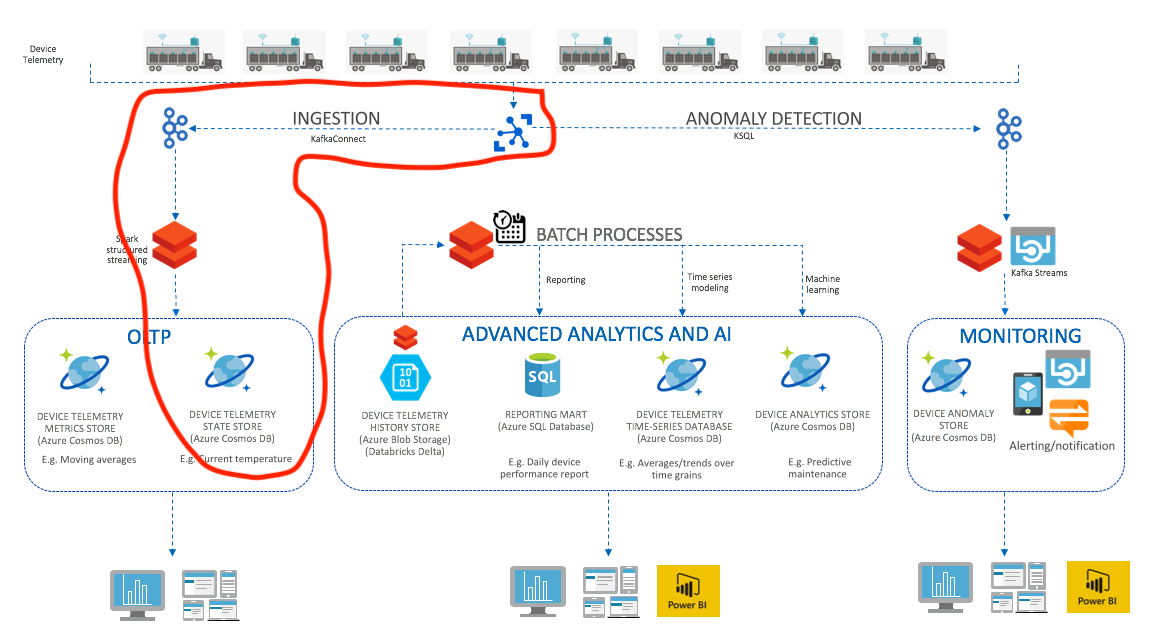 Device
Telemetry
INGESTION
KafkaConnect
ANOMALY DETECTION
KSQL
Spark
structured
streaming
BATCH PROCESSES
Reporting
Time series
modeling
Machine
learning
Kafka Streams
OLTP
DEVICE TELEMETRY
METRICS STORE
(Azure Cosmos DB)
E.g. Moving averages
DEVICE TELEMETRY
STATE STORE
(Azure Cosmos DB)
E.g. Current temperature
ADVANCED ANALYTICS AND AI
10
01
DEVICE TELEMETRY
HISTORY STORE
(Azure Blob Storage)
(Databricks Delta)
SQL
REPORTING MART
(Azure SQL Database)
E.g. Daily device
performance report
DEVICE TELEMETRY
TIME-SERIES DATABASE
(Azure Cosmos DB)
E.g. Averages/trends over
time grains
DEVICE ANALYTICS STORE
(Azure Cosmos DB)
E.g. Predictive
maintenance
MONITORING
DEVICE ANOMALY
STORE
(Azure Cosmos DB)
Alerting/notification
Power BI
Power BI